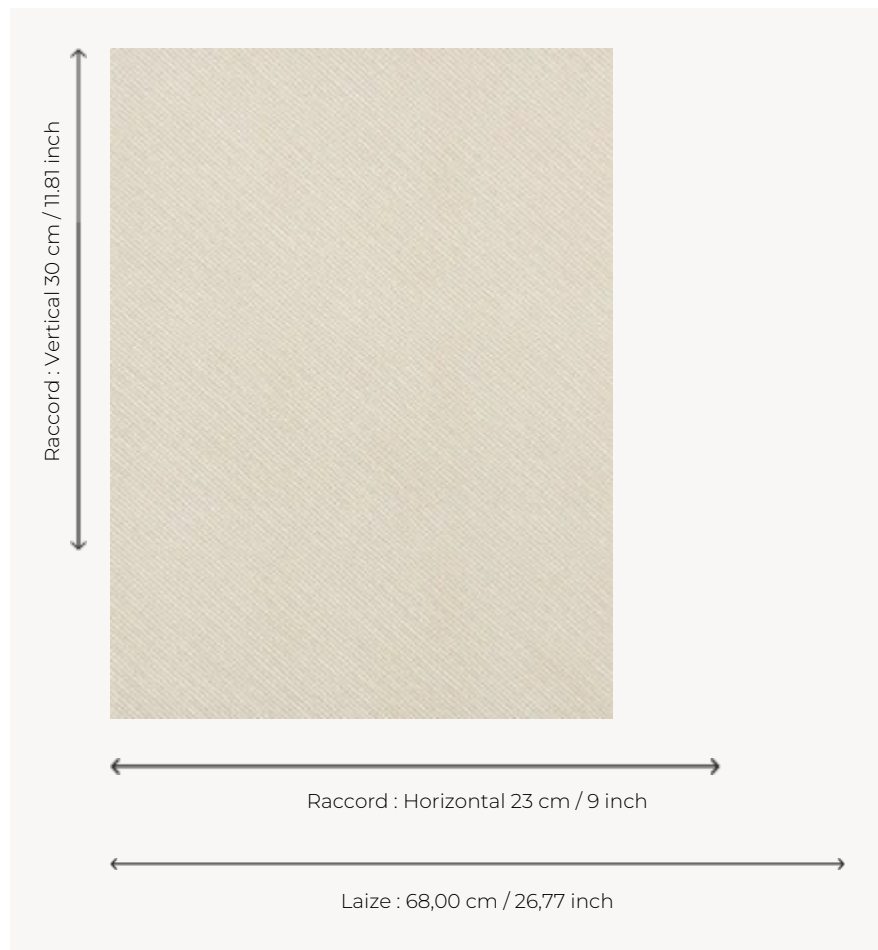 Raccord : Vertical 30 cm / 11.81 inch
Raccord : Horizontal 23 cm / 9 inch
Laize : 68,00 cm / 26,77 inch